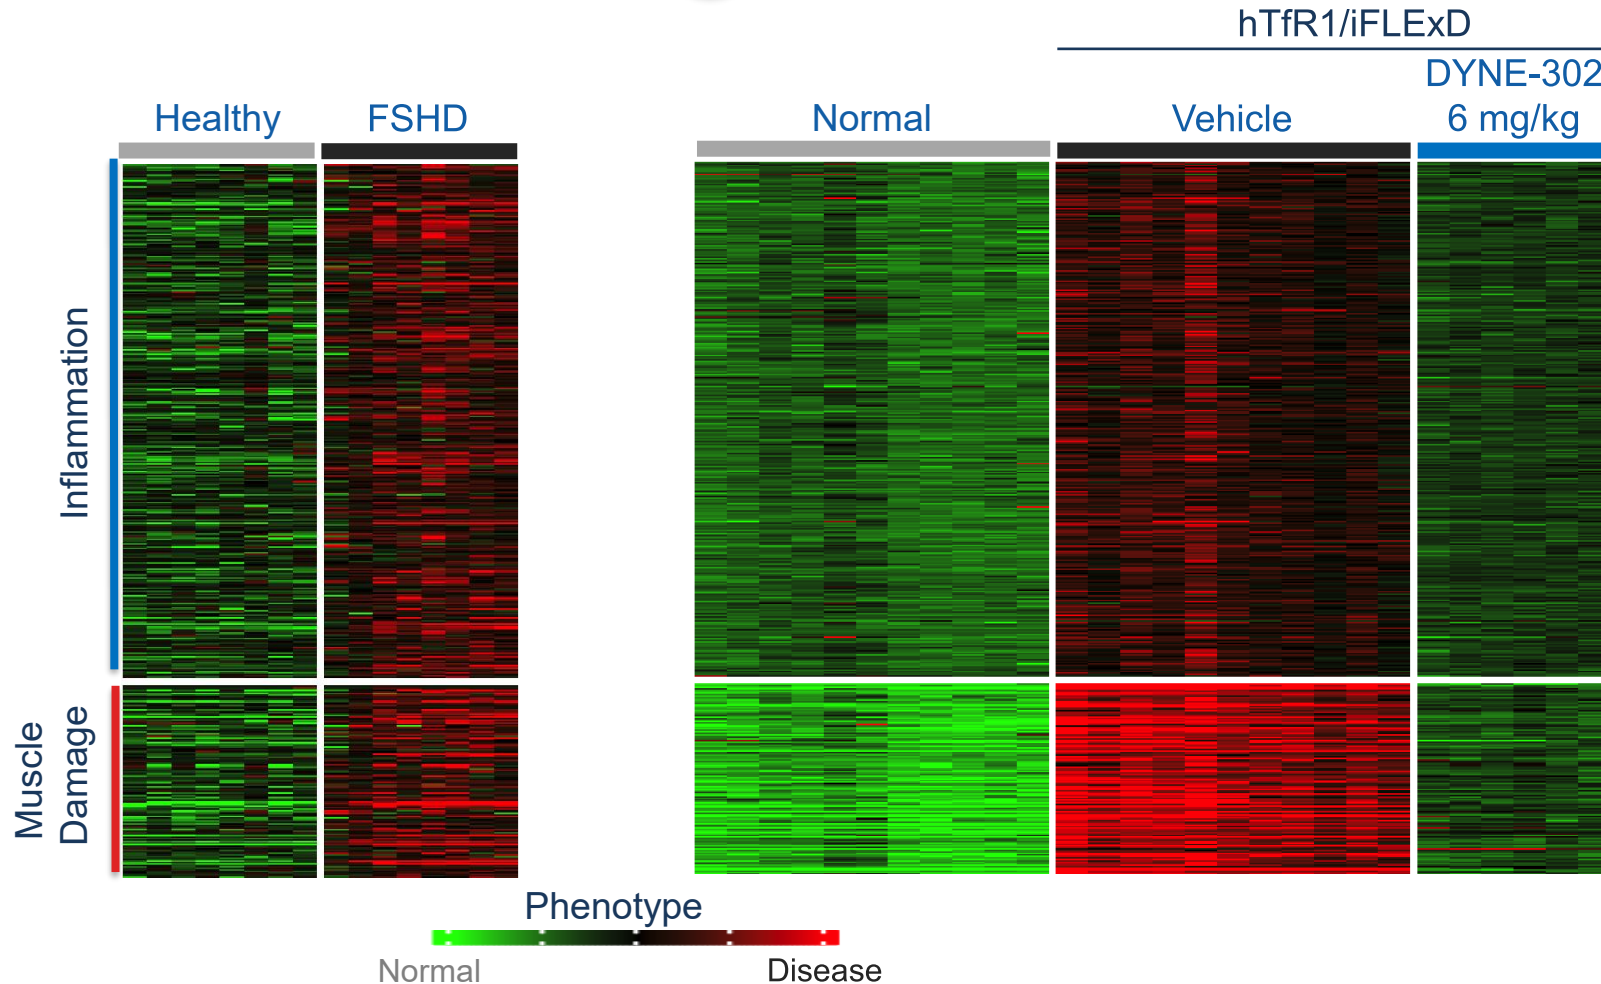 hTfR1/iFLExD
DYNE-302
Healthy
FSHD
Normal
Vehicle
6 mg/kg
Inflammation
Muscle
Damage
Phenotype
Normal
Disease